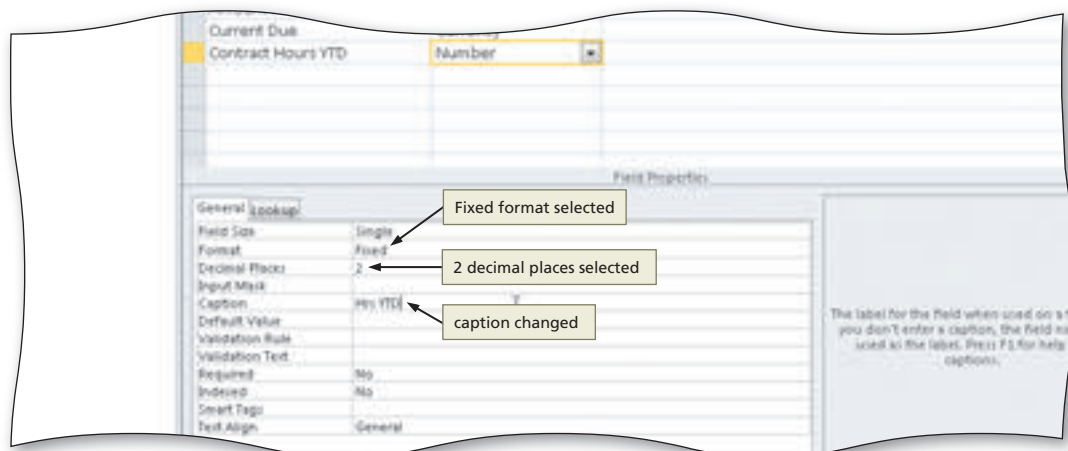 Current Due
Contract Hours YTD Number
Field Properties
General Lookup
Field Size Single
Format Fixed
Fixed format selected
Decimal Places 2
2 decimal places selected
Input Mask
Caption Hrs YTD
caption changed
Default Value
Validation Rule
Validation Text
Required No
Indexed No
Smart Tags
Text Align General
The label for the field when used on a
you don't enter a caption, the field
used as the label. Press F1 for help
captions.